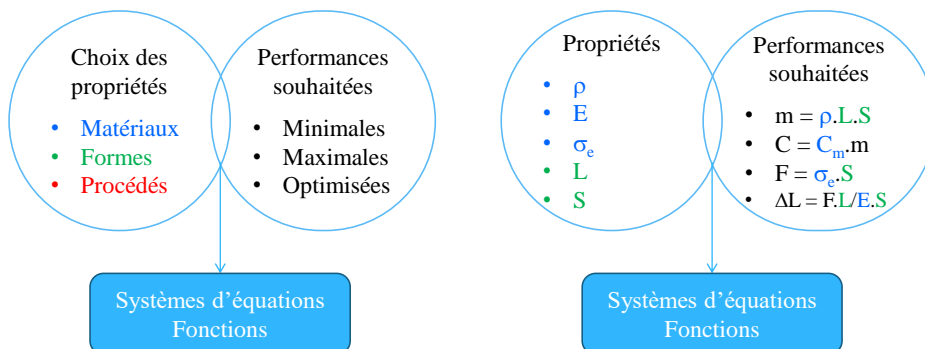 Choix des
propriétés
• Matériaux
• Formes
• Procédés
Performances
souhaitées
• Minimales
• Maximales
• Optimisées
Systèmes d'équations
Fonctions
Propriétés
• ρ
• E
• σe
• L
• S
Performances
souhaitées
• m = ρ.L.S
• C = Cm.m
• F = σe.S
• ΔL = F.L/E.S
Systèmes d'équations
Fonctions